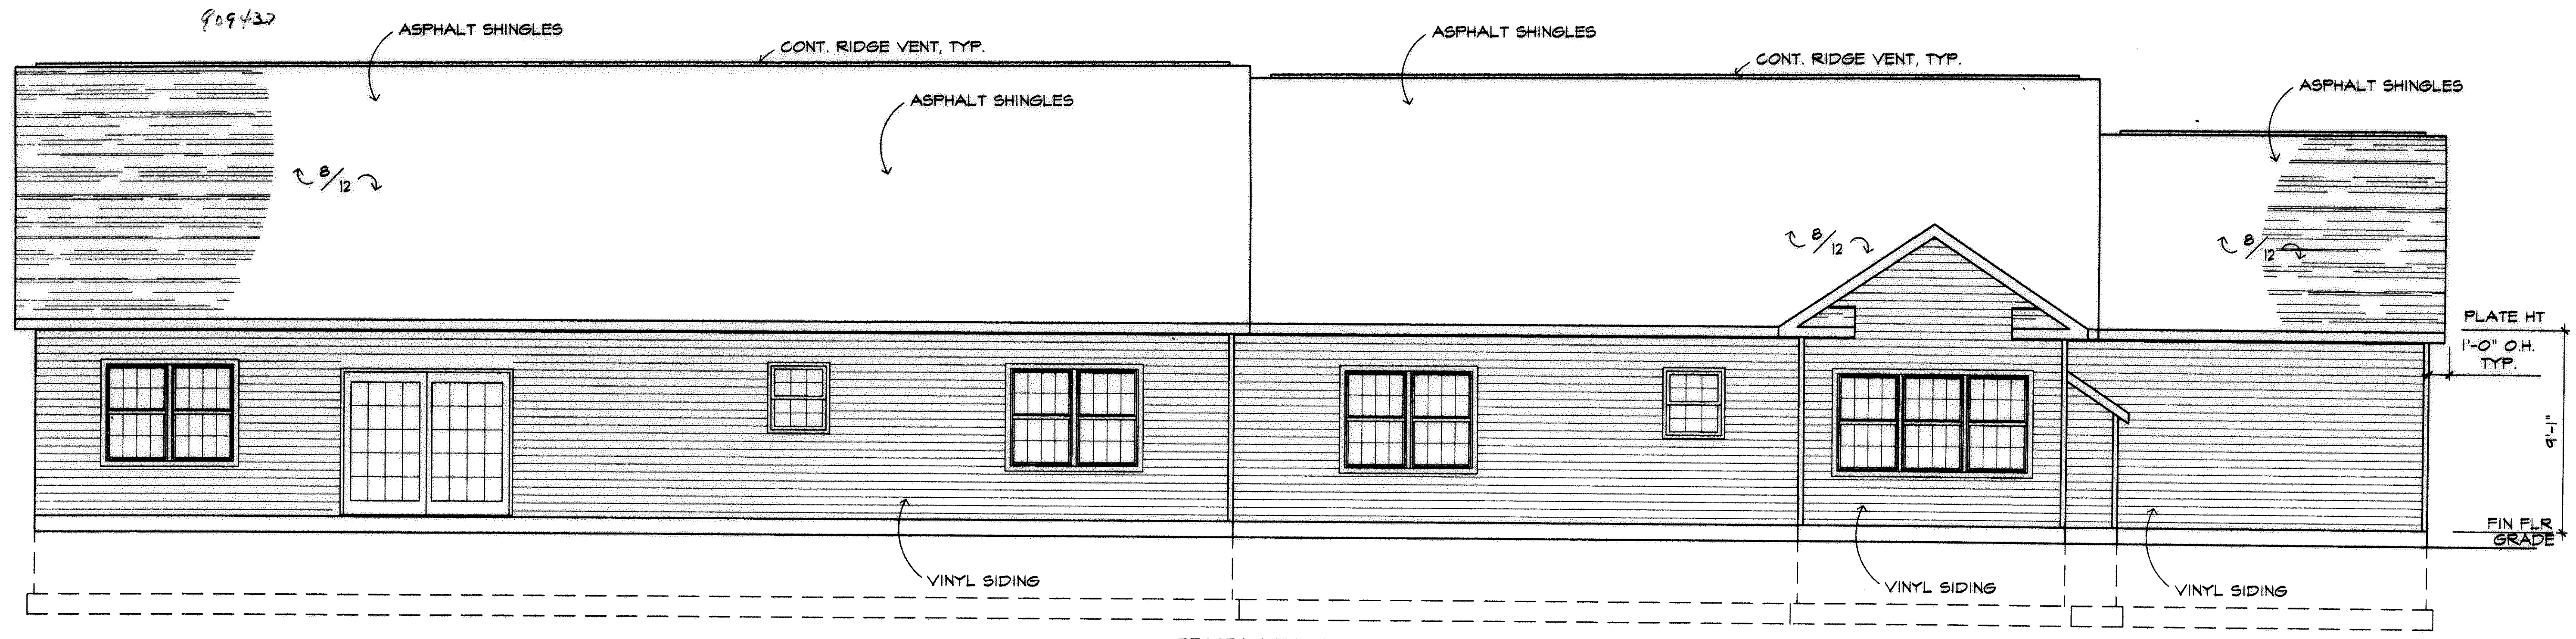 909437
ASPHALT SHINGLES
CONT. RIDGE VENT, TYP.
ASPHALT SHINGLES
CONT. RIDGE VENT, TYP.
ASPHALT SHINGLES
ASPHALT SHINGLES
8/12
8/12
8/12
PLATE HT
1'-0" O.H.
TYP.
9'-1"
FIN FLR
GRADE
VINYL SIDING
VINYL SIDING
VINYL SIDING